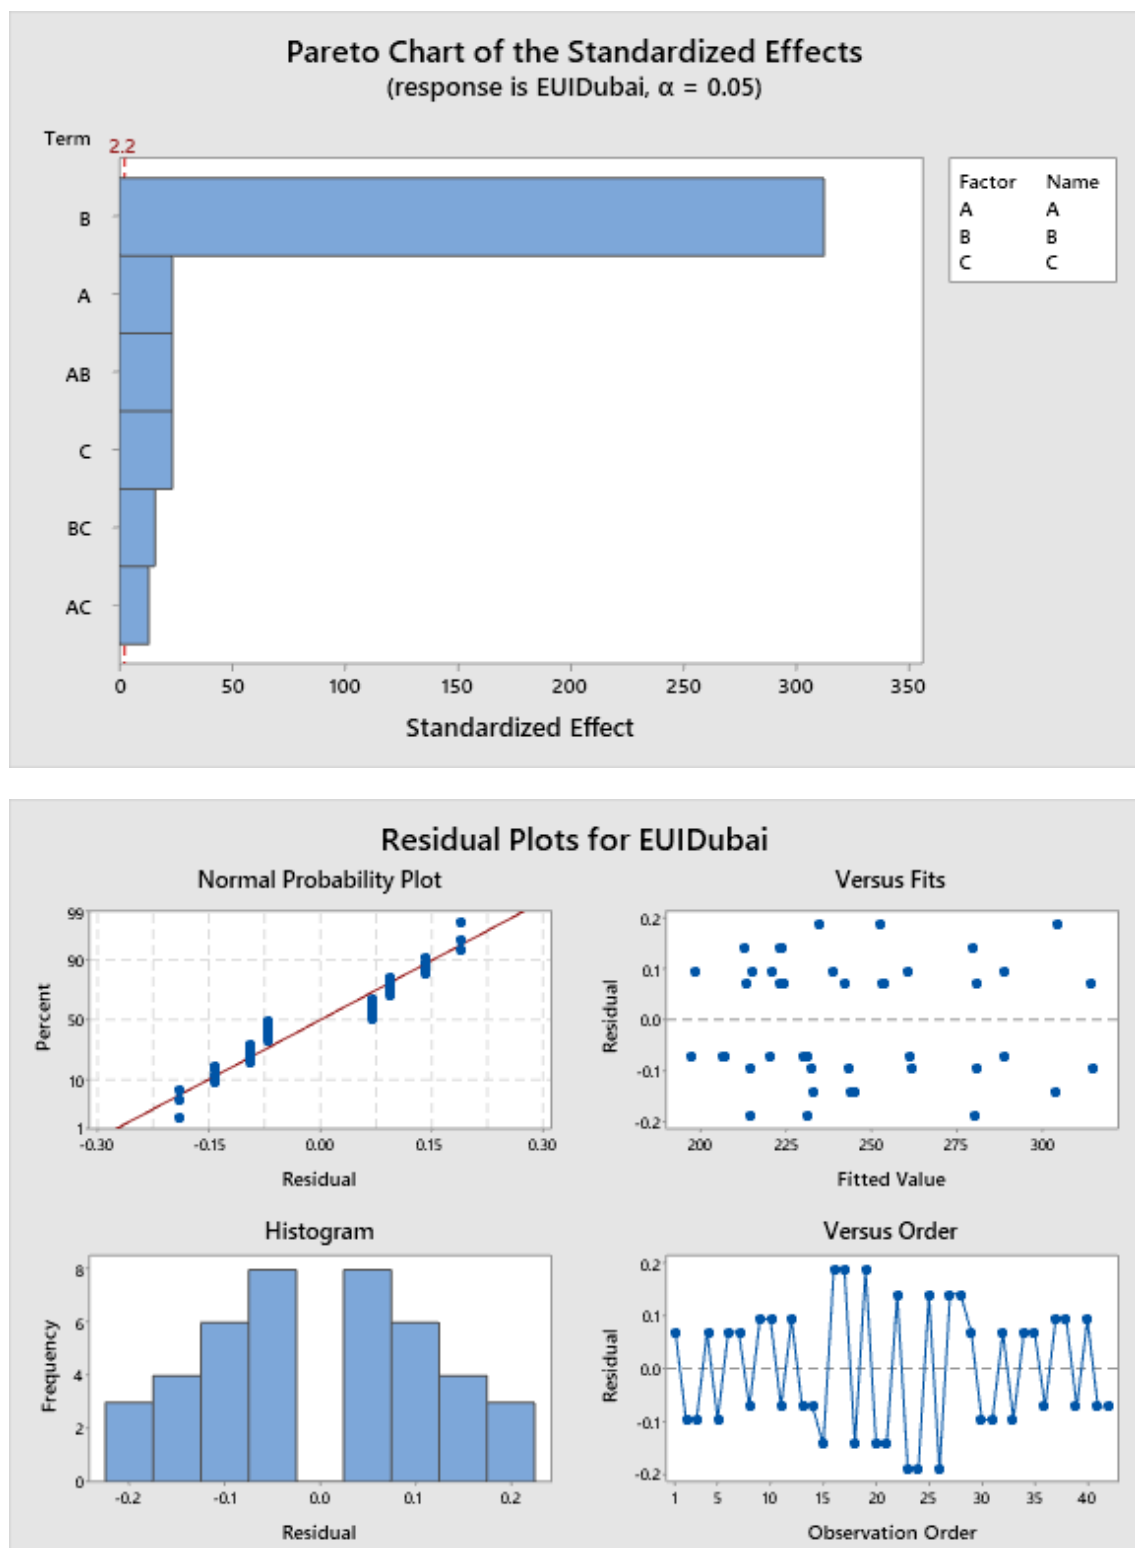 Pareto Chart of the Standardized Effects
(response is EUIDubai, α = 0.05)
Term
2.2
Factor Name
A A
B B
C C
B
A
AB
C
BC
AC
0 50 100 150 200 250 300 350
Standardized Effect
Residual Plots for EUIDubai
Normal Probability Plot
99
90
50
10
1
Percent
-0.30 -0.15 0.00 0.15 0.30
Residual
Versus Fits
0.2
0.1
0.0
-0.1
-0.2
Residual
200 225 250 275 300
Fitted Value
Histogram
8
6
4
2
0
Frequency
-0.2 -0.1 0.0 0.1 0.2
Residual
Versus Order
0.2
0.1
0.0
-0.1
-0.2
Residual
1 5 10 15 20 25 30 35 40
Observation Order